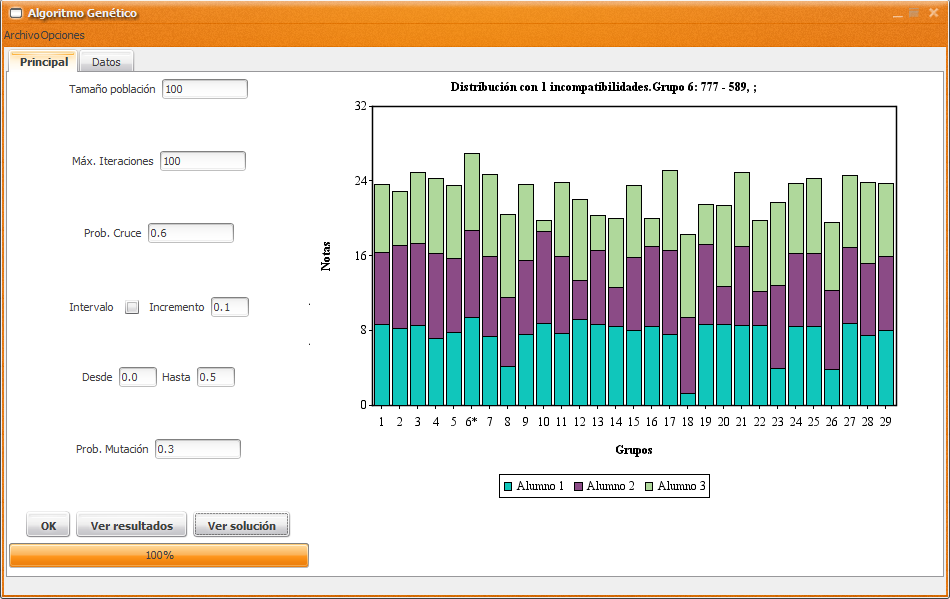 Algoritmo Genético
Archivo Opciones
Principal Datos
Tamaño población 100
Máx. Iteraciones 100
Prob. Cruce 0.6
Intervalo Incremento 0.1
Desde 0.0 Hasta 0.5
Prob. Mutación 0.3
OK Ver resultados Ver solución
100%
Distribución con 1 incompatibilidades.Grupo 6: 777 - 589, ;
Notas
32
24
16
8
0
1 2 3 4 5 6* 7 8 9 10 11 12 13 14 15 16 17 18 19 20 21 22 23 24 25 26 27 28 29
Grupos
Alumno 1 Alumno 2 Alumno 3